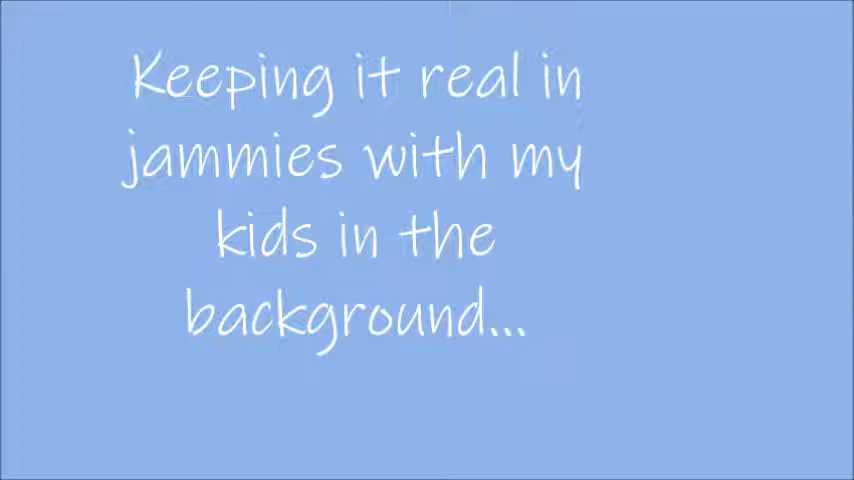 Keeping it real in
jammies with my
kids in the
background...